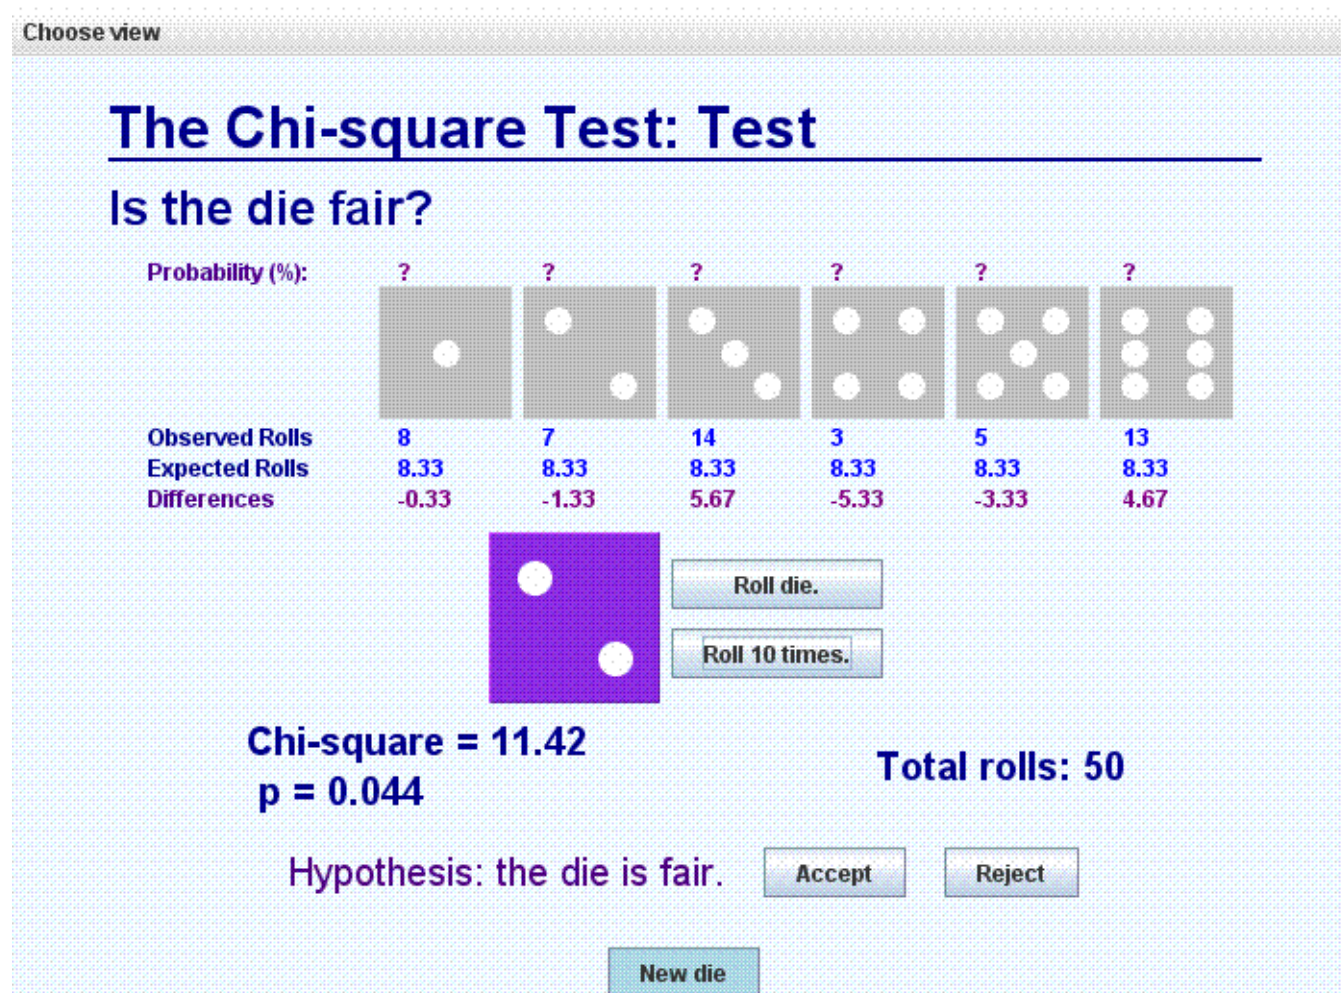 Choose view
The Chi-square Test: Test
Is the die fair?
Probability (%): ? ? ? ? ? ?
Observed Rolls 8 7 14 3 5 13
Expected Rolls 8.33 8.33 8.33 8.33 8.33 8.33
Differences -0.33 -1.33 5.67 -5.33 -3.33 4.67
Roll die.
Roll 10 times.
Chi-square = 11.42
p = 0.044
Total rolls: 50
Hypothesis: the die is fair. Accept Reject
New die